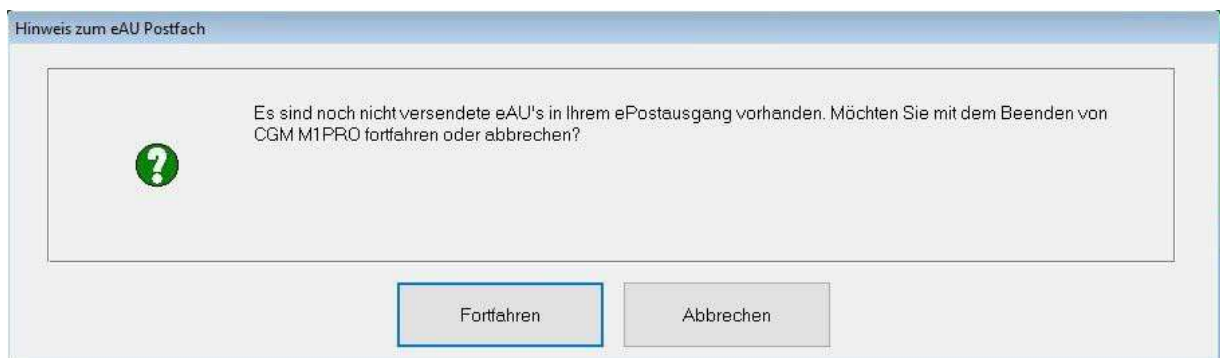 Hinweis zum eAU Postfach
Es sind noch nicht versendete eAU's in Ihrem ePostausgang vorhanden. Möchten Sie mit dem Beenden von
CGM M1PRO fortfahren oder abbrechen?
Fortfahren
Abbrechen